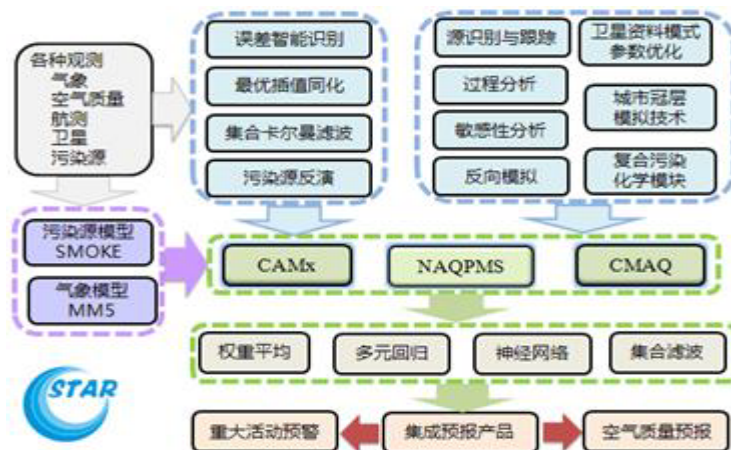 各种观测
气象
空气质量
航测
卫星
污染源
误差智能识别
最优插值同化
集合卡尔曼滤波
污染源反演
源识别与跟踪
过程分析
敏感性分析
反向模拟
卫星资料模式
参数优化
城市冠层
模拟技术
复合污染
化学模块
污染源模型
SMOKE
气象模型
MM5
CAMx
NAQPMS
CMAQ
权重平均
多元回归
神经网络
集合滤波
STAR
重大活动预警
集成预报产品
空气质量预报